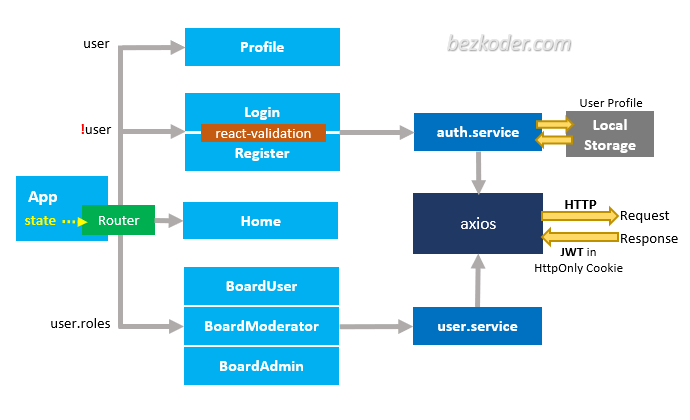 bezkoder.com
user
Profile
!user
Login
react-validation
Register
auth.service
User Profile
Local
Storage
App
state
Router
Home
axios
HTTP
Request
Response
JWT in
HttpOnly Cookie
user.roles
BoardUser
BoardModerator
BoardAdmin
user.service